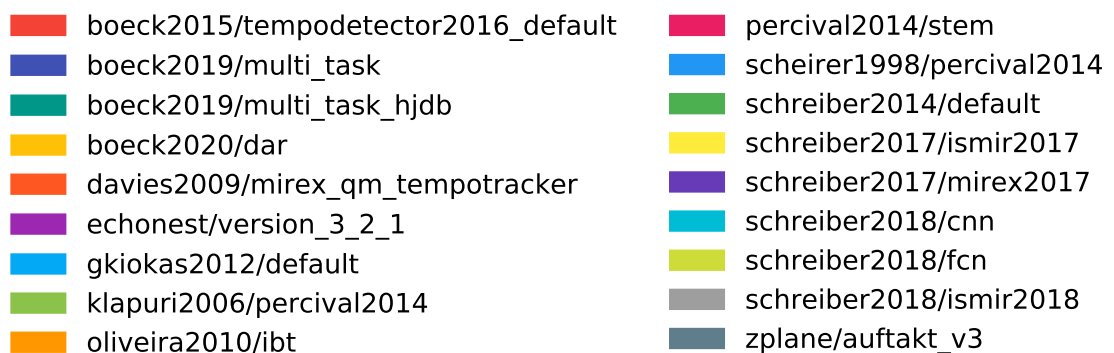 boeck2015/tempodetector2016_default
boeck2019/multi_task
boeck2019/multi_task_hjdb
boeck2020/dar
davies2009/mirex_qm_tempotracker
echonest/version_3_2_1
gkiokas2012/default
klapuri2006/percival2014
oliveira2010/ibt
percival2014/stem
scheirer1998/percival2014
schreiber2014/default
schreiber2017/ismir2017
schreiber2017/mirex2017
schreiber2018/cnn
schreiber2018/fcn
schreiber2018/ismir2018
zplane/auftakt_v3